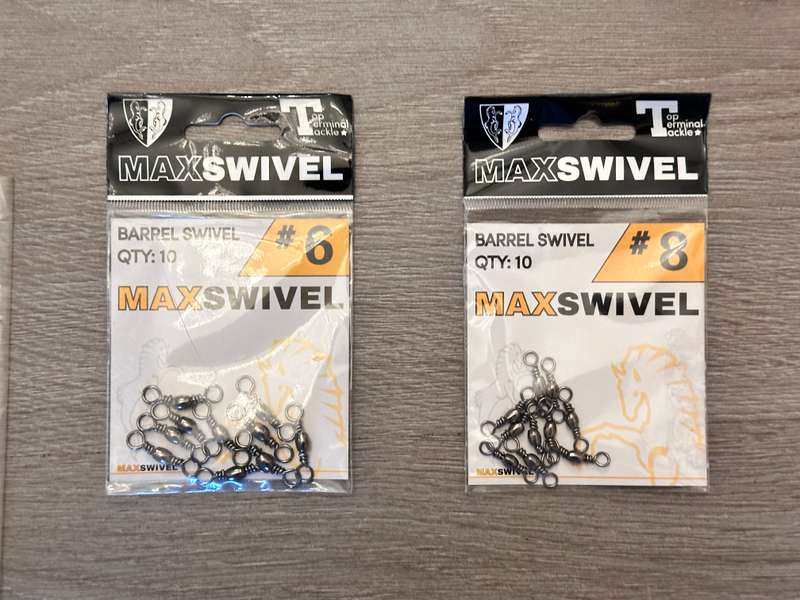 Top
Terminal
Tackle
MAXSWIVEL
BARREL SWIVEL
QTY: 10
#6
MAXSWIVEL
MAXSWIVEL
Top
Terminal
Tackle
MAXSWIVEL
BARREL SWIVEL
QTY: 10
#8
MAXSWIVEL
MAXSWIVEL